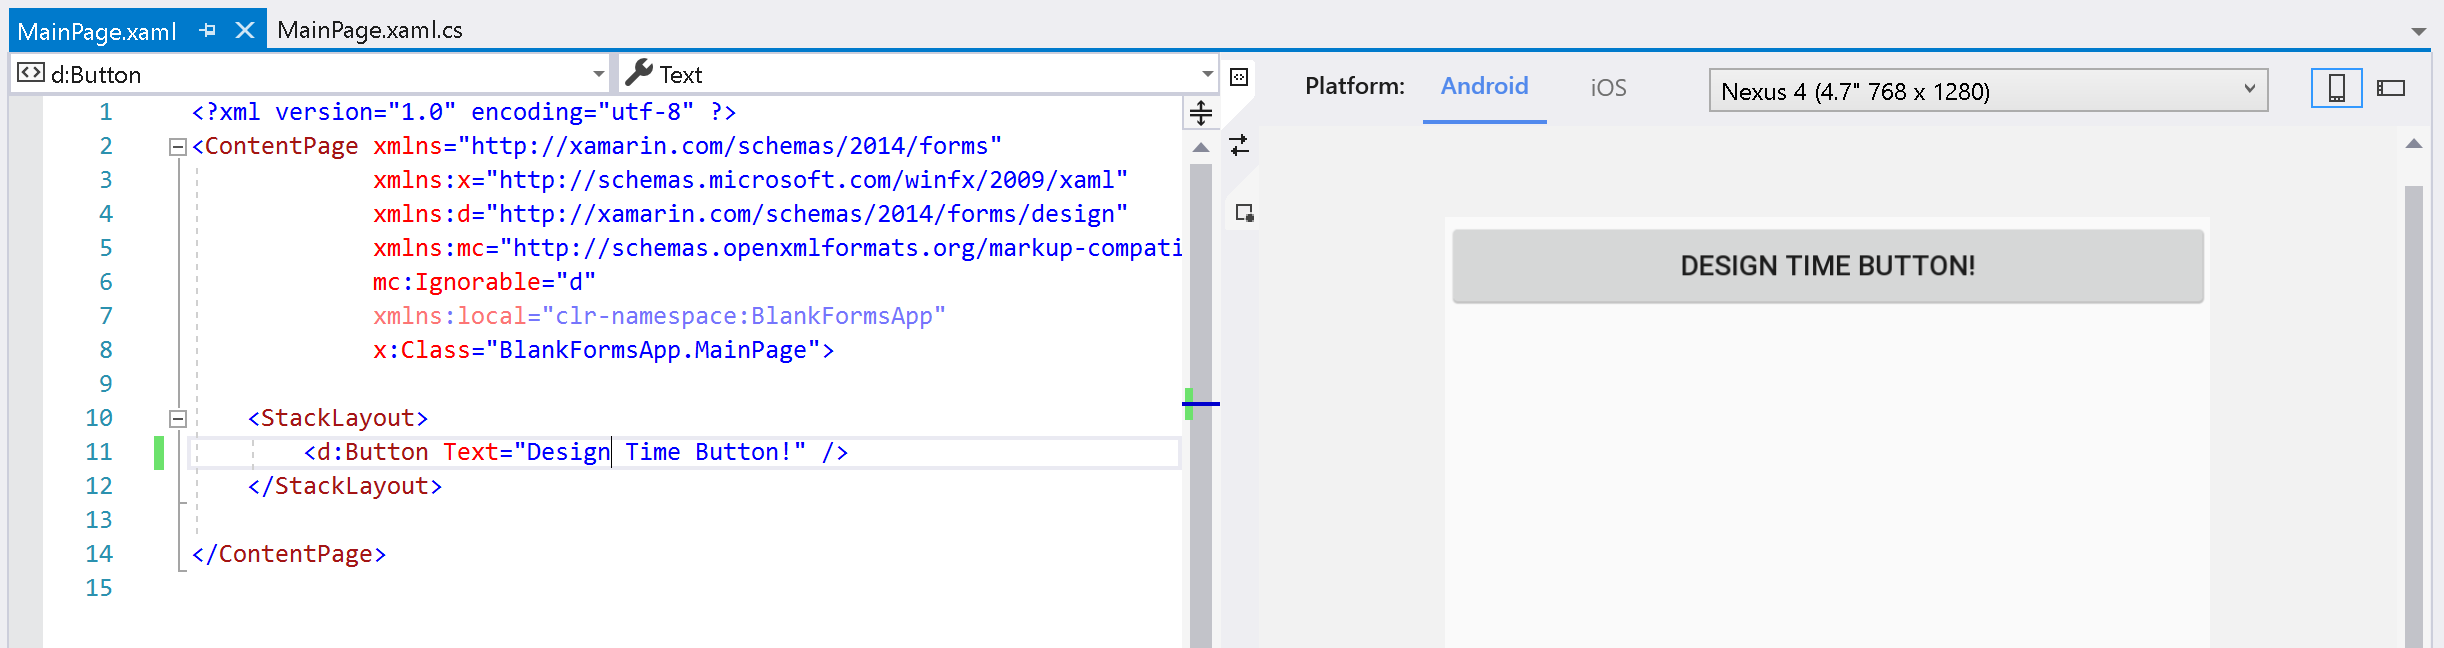 MainPage.xaml MainPage.xaml.cs
d:Button Text
Platform: Android iOS Nexus 4 (4.7" 768 x 1280)
1 <?xml version="1.0" encoding="utf-8" ?>
2 <ContentPage xmlns="http://xamarin.com/schemas/2014/forms"
3 xmlns:x="http://schemas.microsoft.com/winfx/2009/xaml"
4 xmlns:d="http://xamarin.com/schemas/2014/forms/design"
5 xmlns:mc="http://schemas.openxmlformats.org/markup-compati
6 mc:Ignorable="d"
7 xmlns:local="clr-namespace:BlankFormsApp"
8 x:Class="BlankFormsApp.MainPage">
9
10 <StackLayout>
11 <d:Button Text="Design Time Button!" />
12 </StackLayout>
13
14 </ContentPage>
15
DESIGN TIME BUTTON!